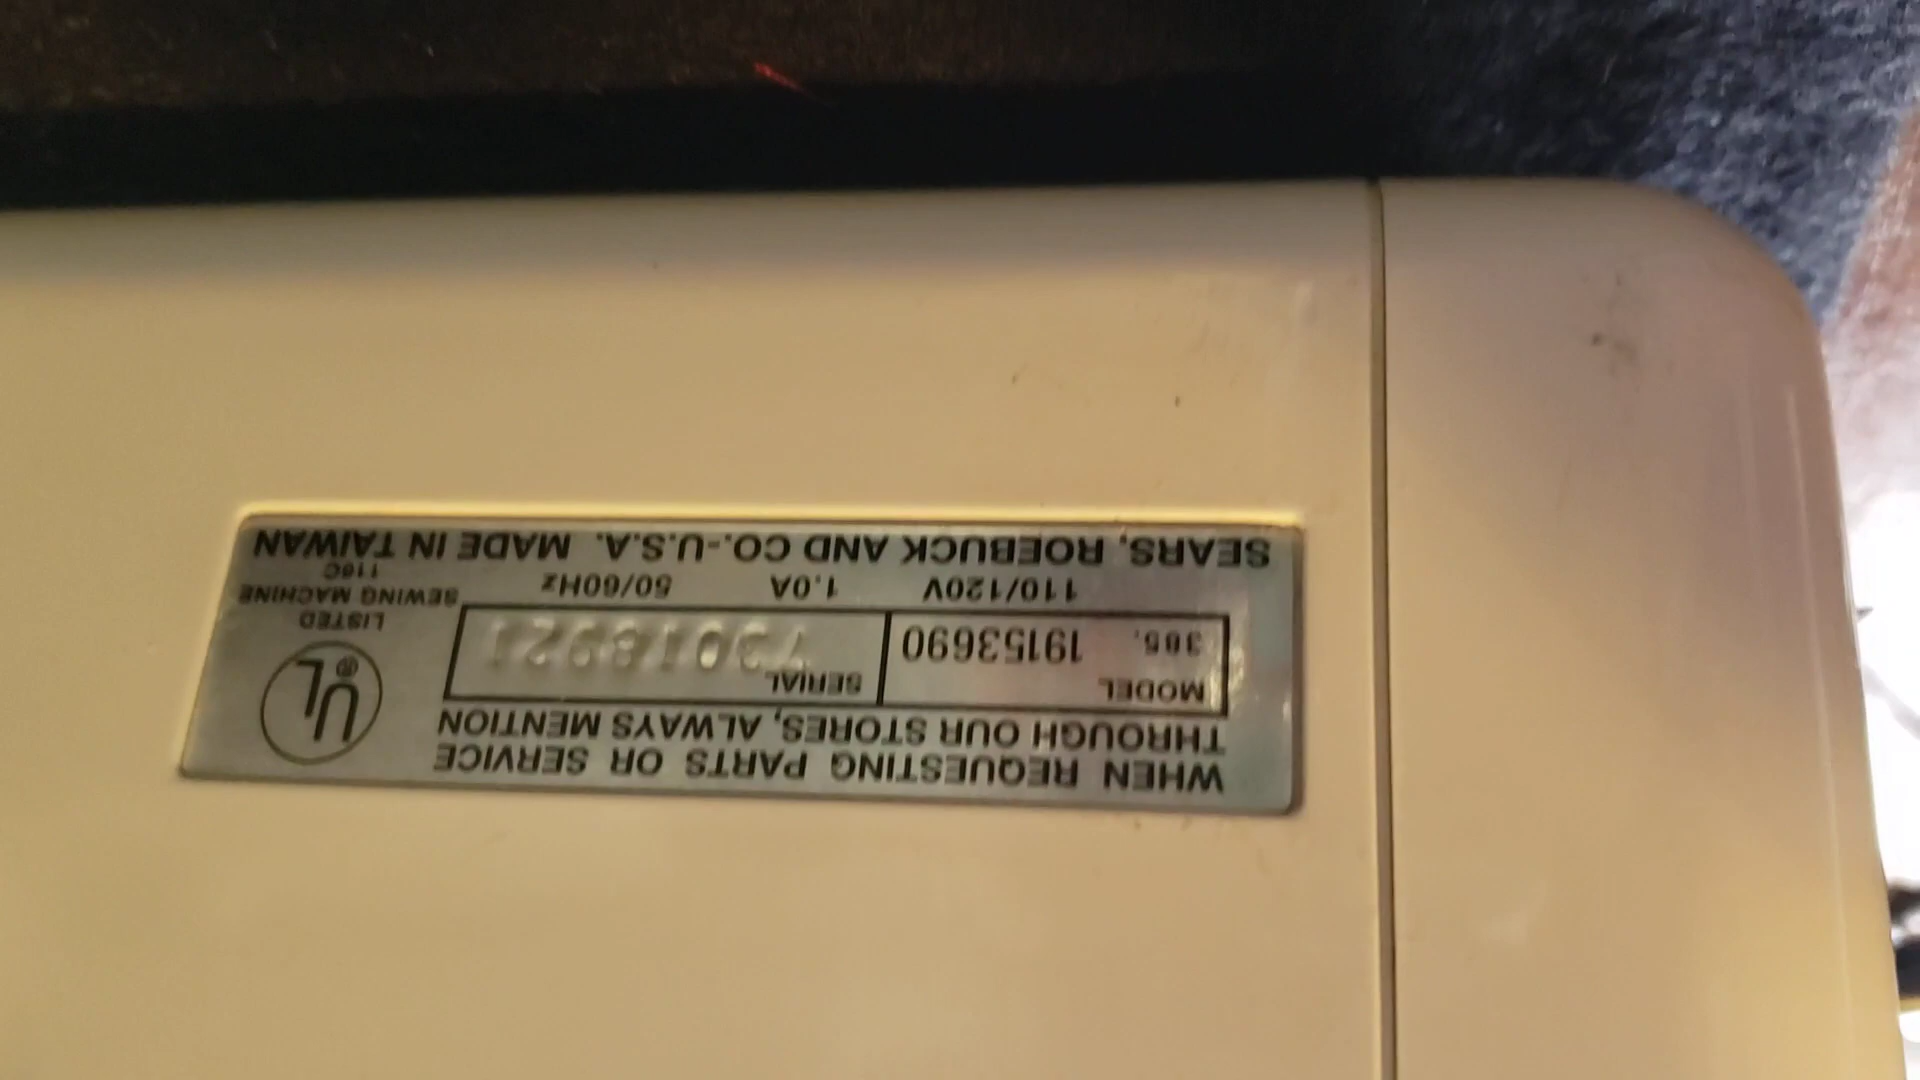 WHEN REQUESTING PARTS OR SERVICE
THROUGH OUR STORES, ALWAYS MENTION
MODEL
385. 19153690
SERIAL
110/120V 1.0A 50/60Hz
SEARS, ROEBUCK AND CO.-U.S.A. MADE IN TAIWAN
UL®
LISTED
SEWING MACHINE
116C